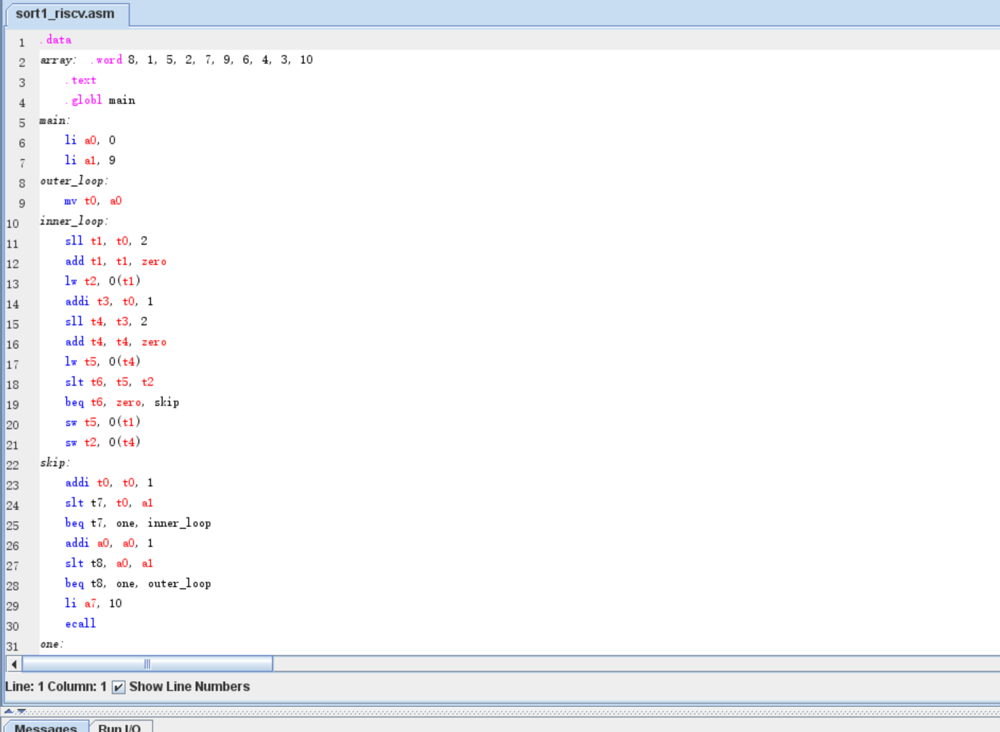 sort1_riscv.asm
1 .data
2 array: .word 8, 1, 5, 2, 7, 9, 6, 4, 3, 10
3 .text
4 .globl main
5 main:
6 li a0, 0
7 li a1, 9
8 outer_loop:
9 mv t0, a0
10 inner_loop:
11 sll t1, t0, 2
12 add t1, t1, zero
13 lw t2, 0(t1)
14 addi t3, t0, 1
15 sll t4, t3, 2
16 add t4, t4, zero
17 lw t5, 0(t4)
18 slt t6, t5, t2
19 beq t6, zero, skip
20 sw t5, 0(t1)
21 sw t2, 0(t4)
22 skip:
23 addi t0, t0, 1
24 slt t7, t0, a1
25 beq t7, one, inner_loop
26 addi a0, a0, 1
27 slt t8, a0, a1
28 beq t8, one, outer_loop
29 li a7, 10
30 ecall
31 one:
Line: 1 Column: 1 Show Line Numbers
Messages Run I/O